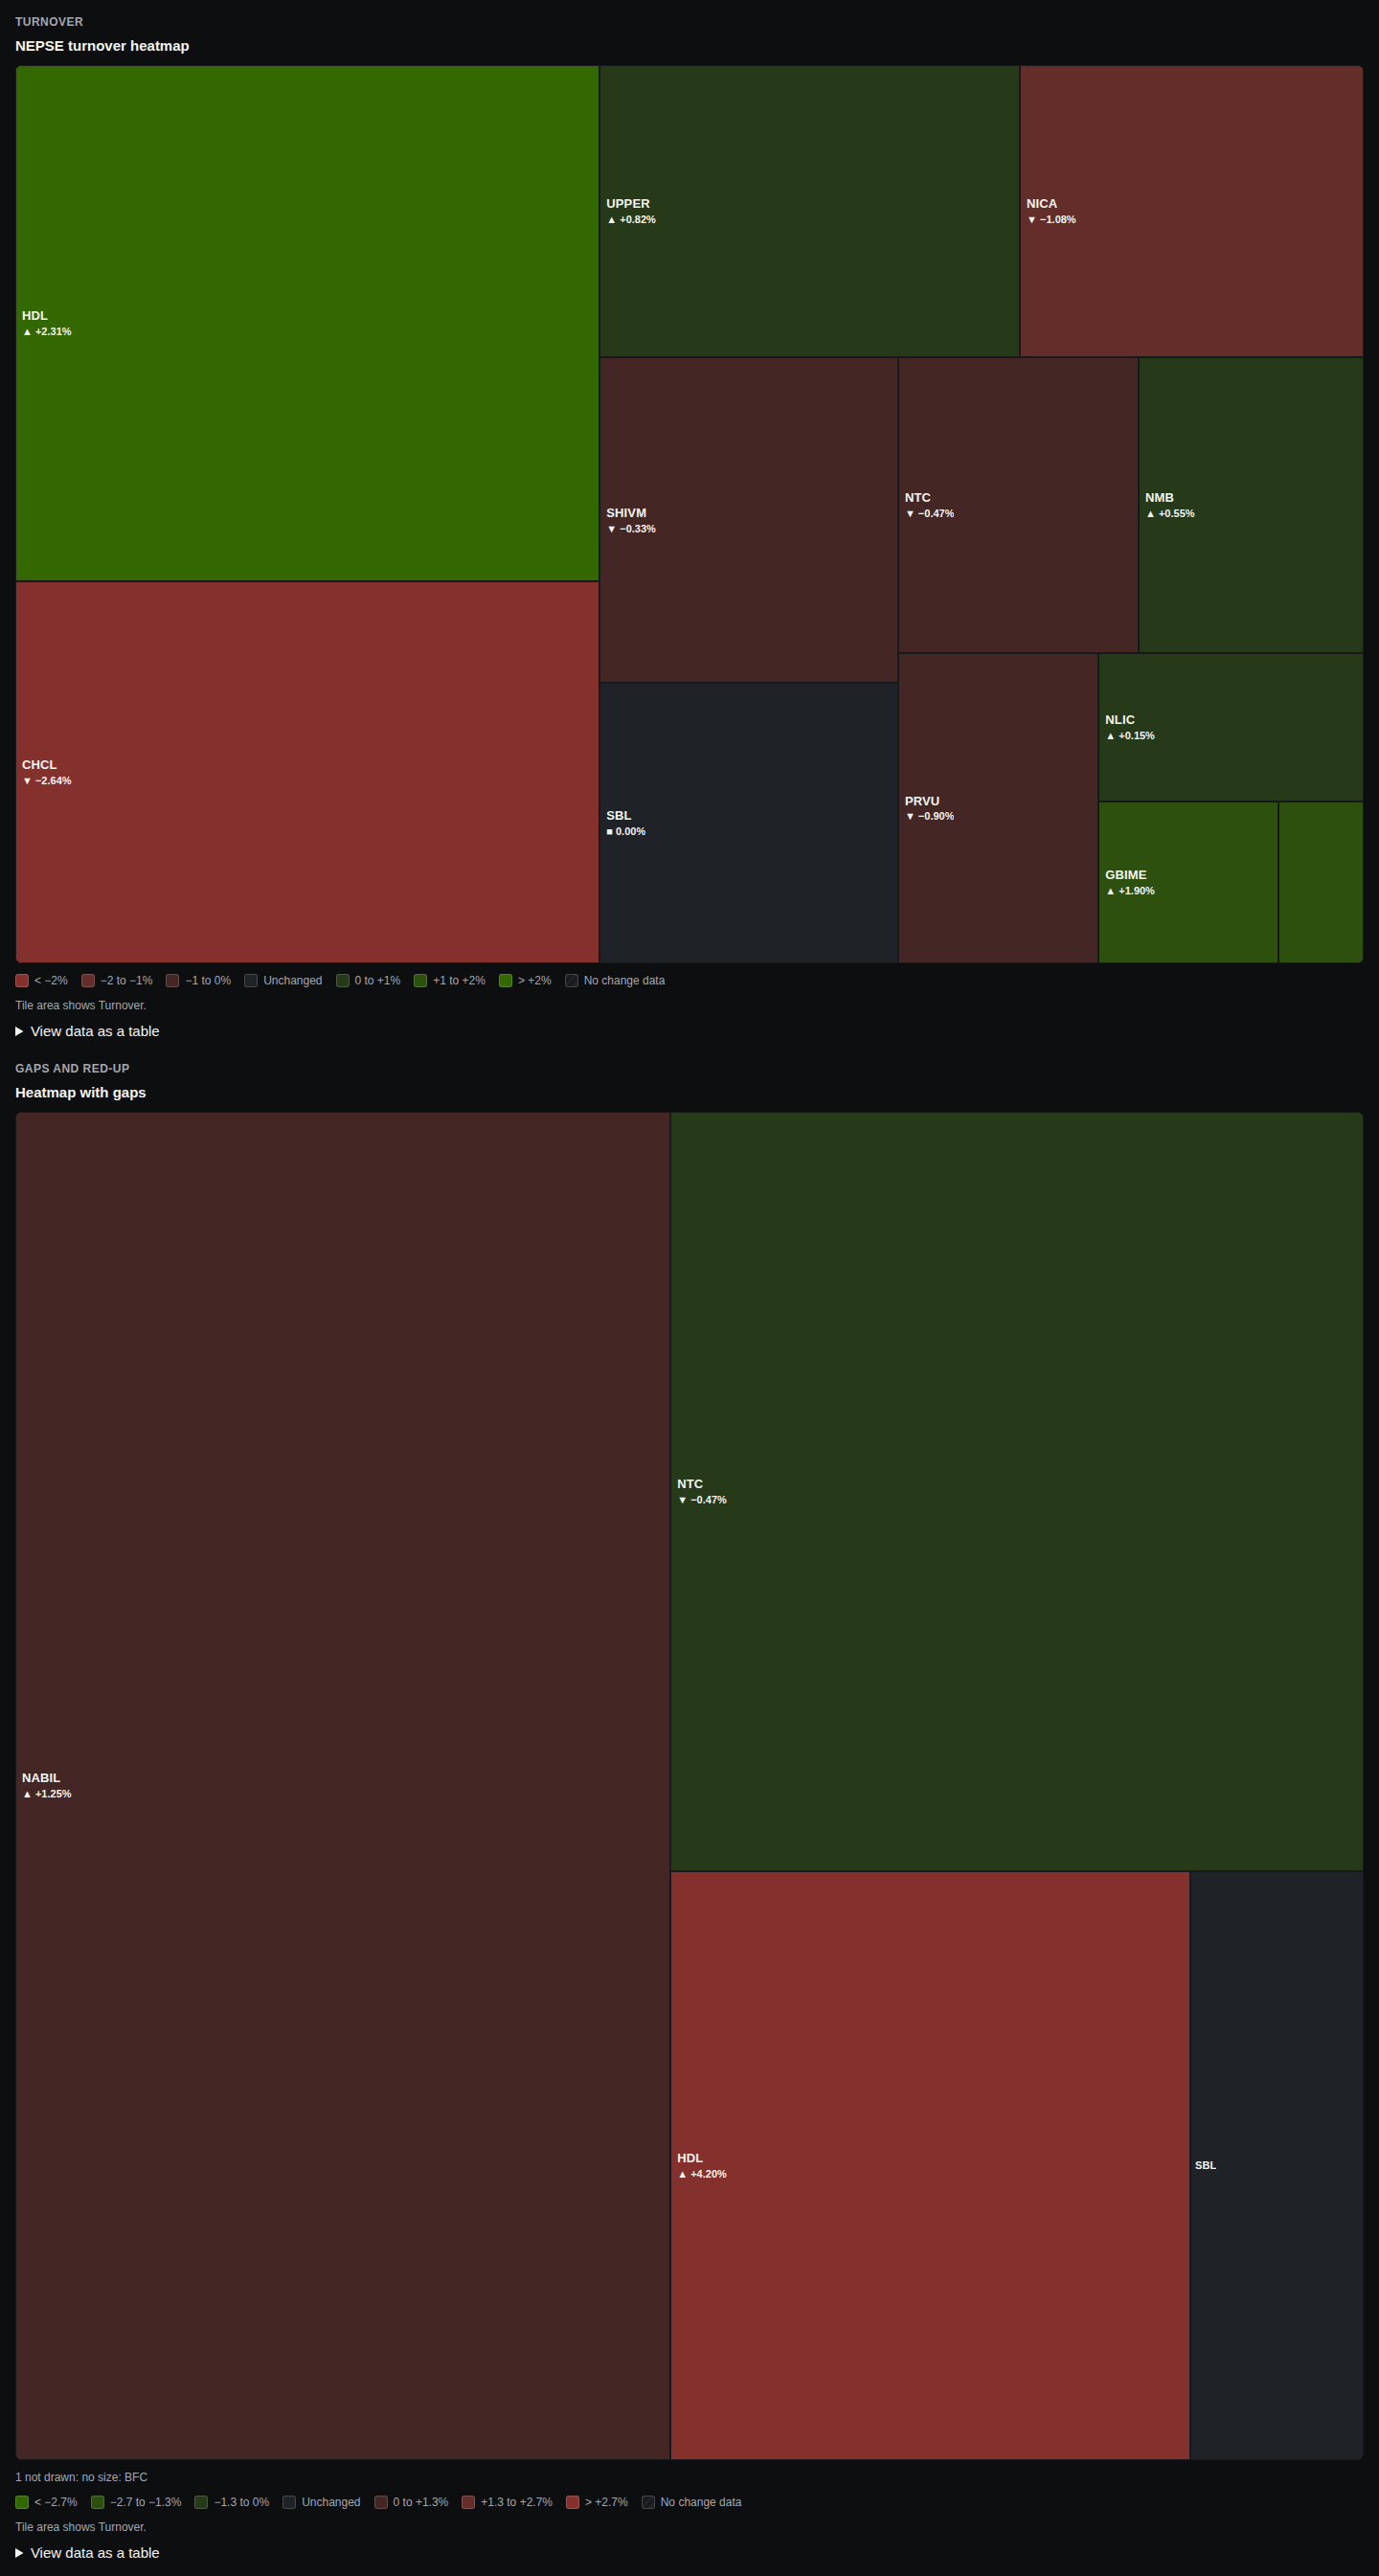 TURNOVER
NEPSE turnover heatmap
HDL
▲ +2.31%
UPPER
▲ +0.82%
NICA
▼ −1.08%
SHIVM
▼ −0.33%
NTC
▼ −0.47%
NMB
▲ +0.55%
CHCL
▼ −2.64%
SBL
■ 0.00%
PRVU
▼ −0.90%
NLIC
▲ +0.15%
GBIME
▲ +1.90%
< −2% −2 to −1% −1 to 0% Unchanged 0 to +1% +1 to +2% > +2% No change data
Tile area shows Turnover.
▶ View data as a table
GAPS AND RED-UP
Heatmap with gaps
NABIL
▲ +1.25%
NTC
▼ −0.47%
HDL
▲ +4.20%
SBL
1 not drawn: no size: BFC
< −2.7% −2.7 to −1.3% −1.3 to 0% Unchanged 0 to +1.3% +1.3 to +2.7% > +2.7% No change data
Tile area shows Turnover.
▶ View data as a table